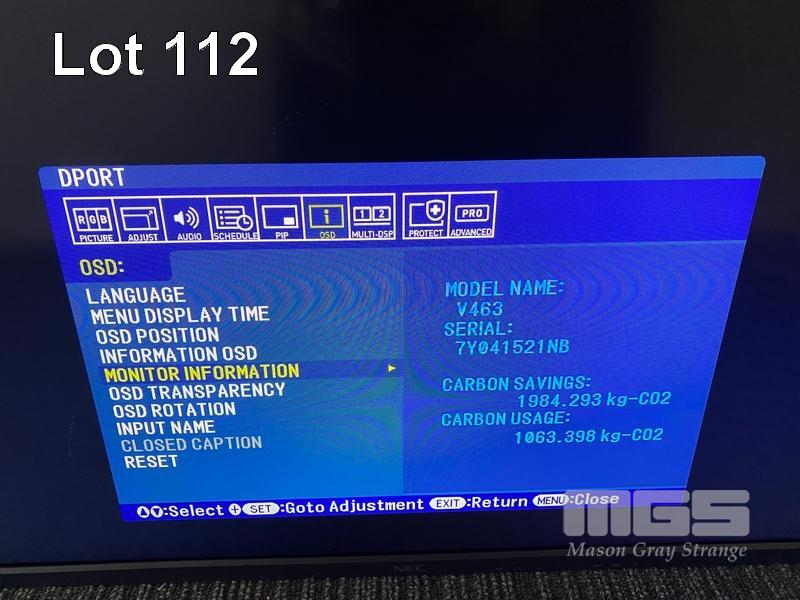 Lot 112
DPORT
RGB
1 2
PRO
PICTURE ADJUST AUDIO SCHEDULE PIP OSD MULTI-DSP PROTECT ADVANCED
OSD:
LANGUAGE
MENU DISPLAY TIME
OSD POSITION
INFORMATION OSD
MONITOR INFORMATION
OSD TRANSPARENCY
OSD ROTATION
INPUT NAME
CLOSED CAPTION
RESET
MODEL NAME:
V463
SERIAL:
7Y041521NB
CARBON SAVINGS:
1984.293 kg-CO2
CARBON USAGE:
1063.398 kg-CO2
:Select + SET:Goto Adjustment EXIT:Return MENU:Close
MGS
Mason Gray Strange
NEC